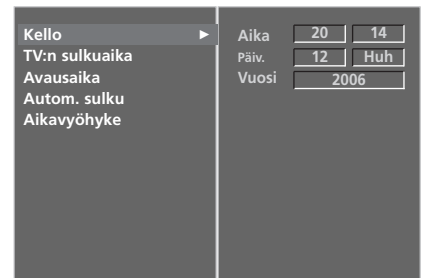 Kello ►
TV:n sulkuaika
Avausaika
Autom. sulku
Aikavyöhyke
Aika 20 14
Päiv. 12 Huh
Vuosi 2006